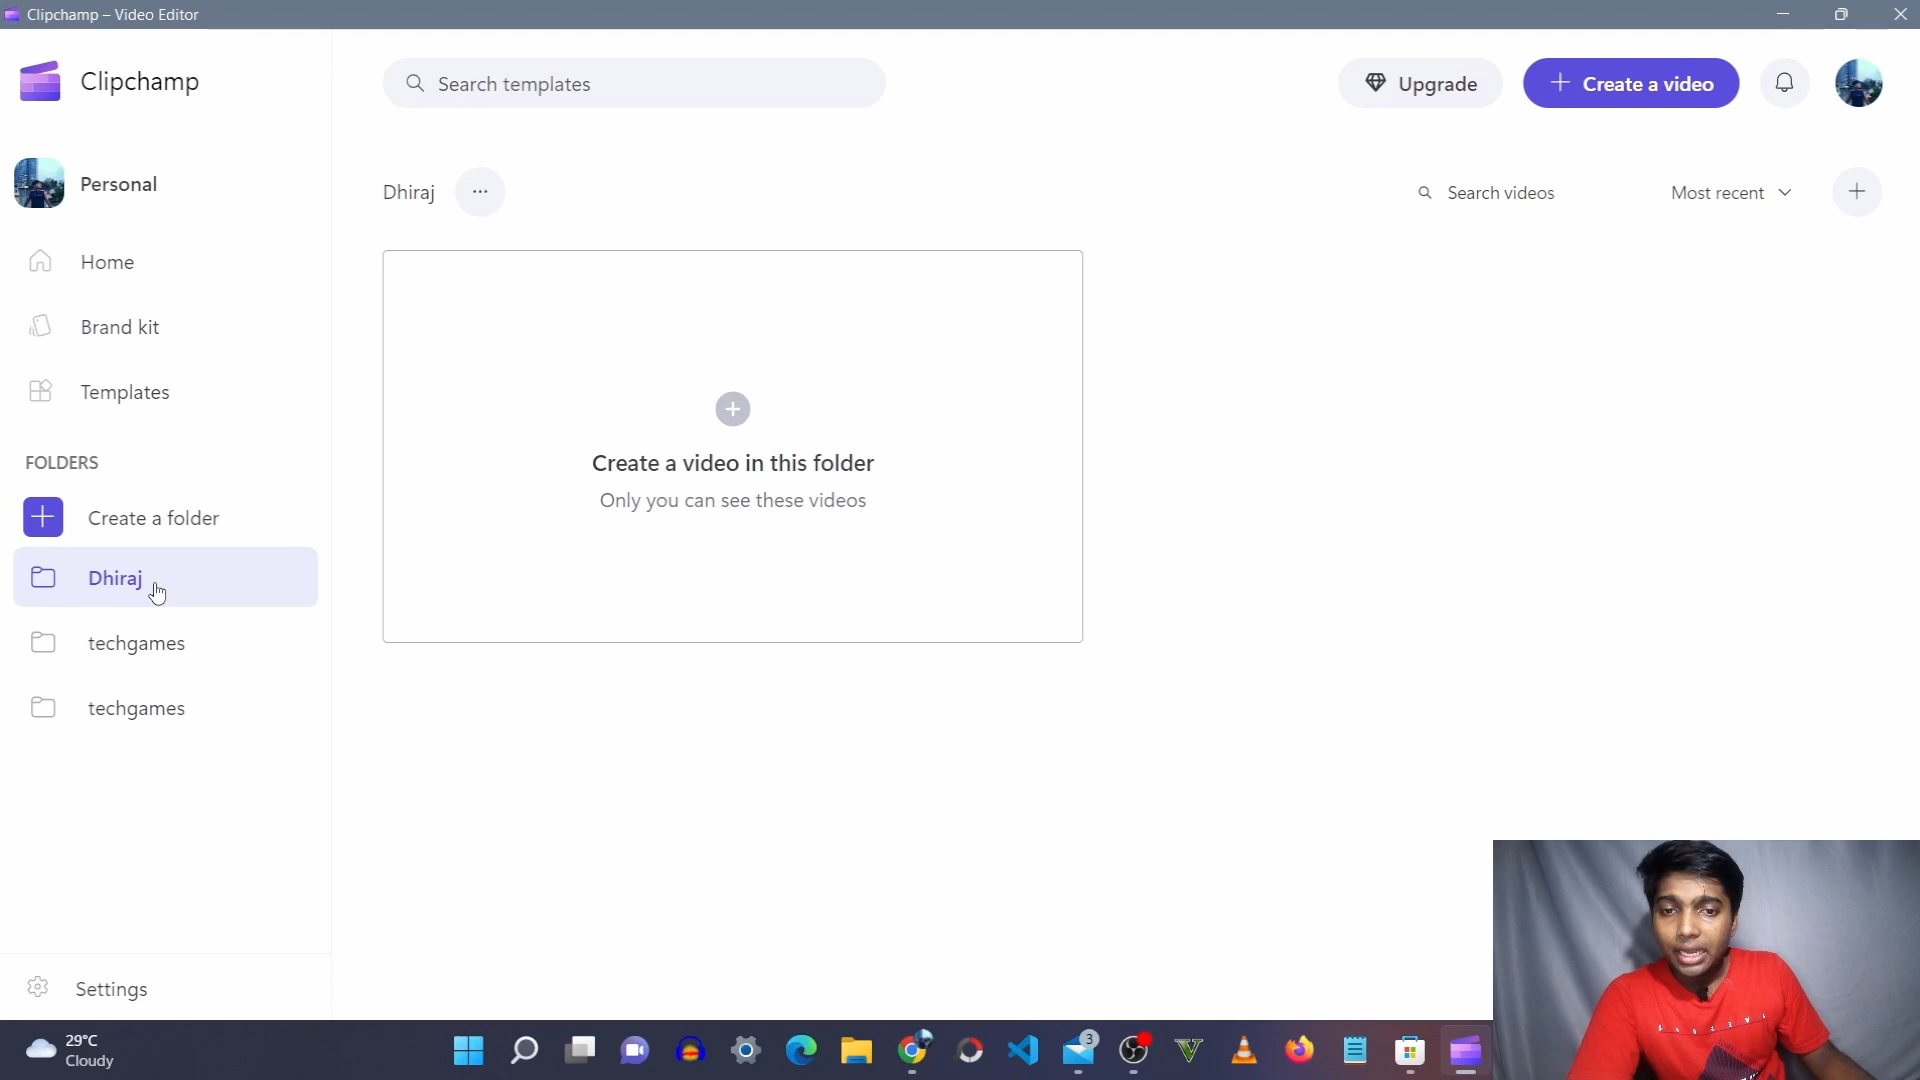 Clipchamp – Video Editor
Clipchamp
Search templates
Upgrade
Create a video
Personal
Dhiraj
Search videos
Most recent
Home
Brand kit
Templates
FOLDERS
Create a folder
Dhiraj
techgames
techgames
Create a video in this folder
Only you can see these videos
Settings
29°C
Cloudy
3